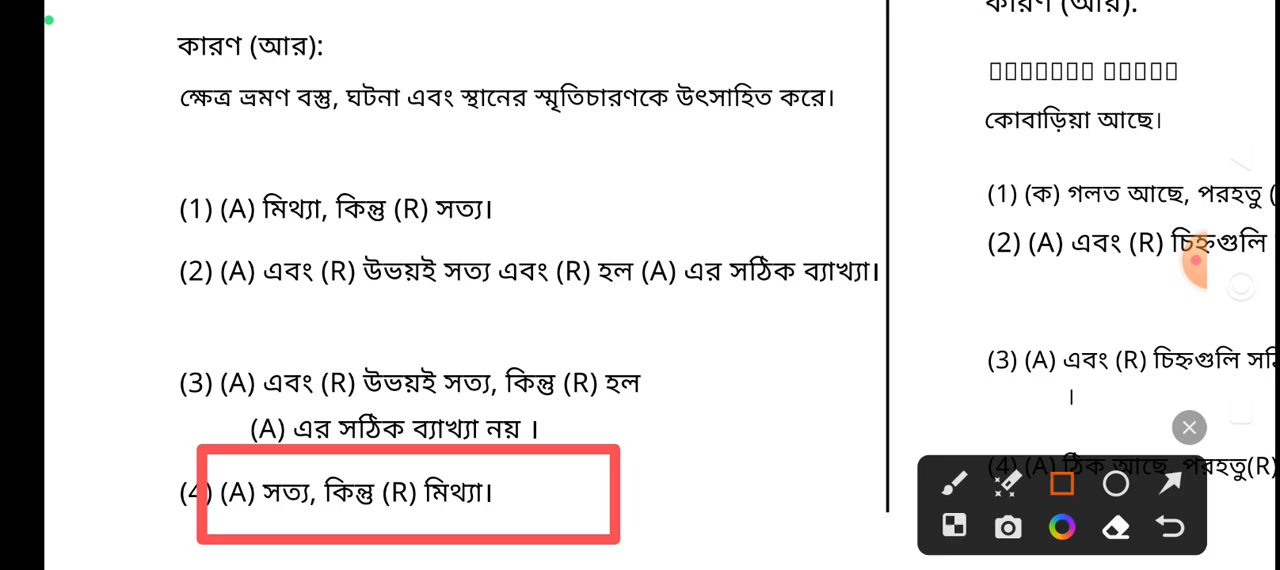 কারণ (আর):
ক্ষেত্র ভ্রমণ বস্তু, ঘটনা এবং স্থানের স্মৃতিচারণকে উৎসাহিত করে।
(1) (A) মিথ্যা, কিন্তু (R) সত্য।
(2) (A) এবং (R) উভয়ই সত্য এবং (R) হল (A) এর সঠিক ব্যাখ্যা।
(3) (A) এবং (R) উভয়ই সত্য, কিন্তু (R) হল
(A) এর সঠিক ব্যাখ্যা নয় ।
(4) (A) সত্য, কিন্তু (R) মিথ্যা।
কারণ (আর):
কোবাড়িয়া আছে।
(1) (ক) গলত আছে, পরহতু (
(2) (A) এবং (R) চিহ্নগুলি
(3) (A) এবং (R) চিহ্নগুলি
।
(4) (A) ঠিক আছে, পরহতু(R)